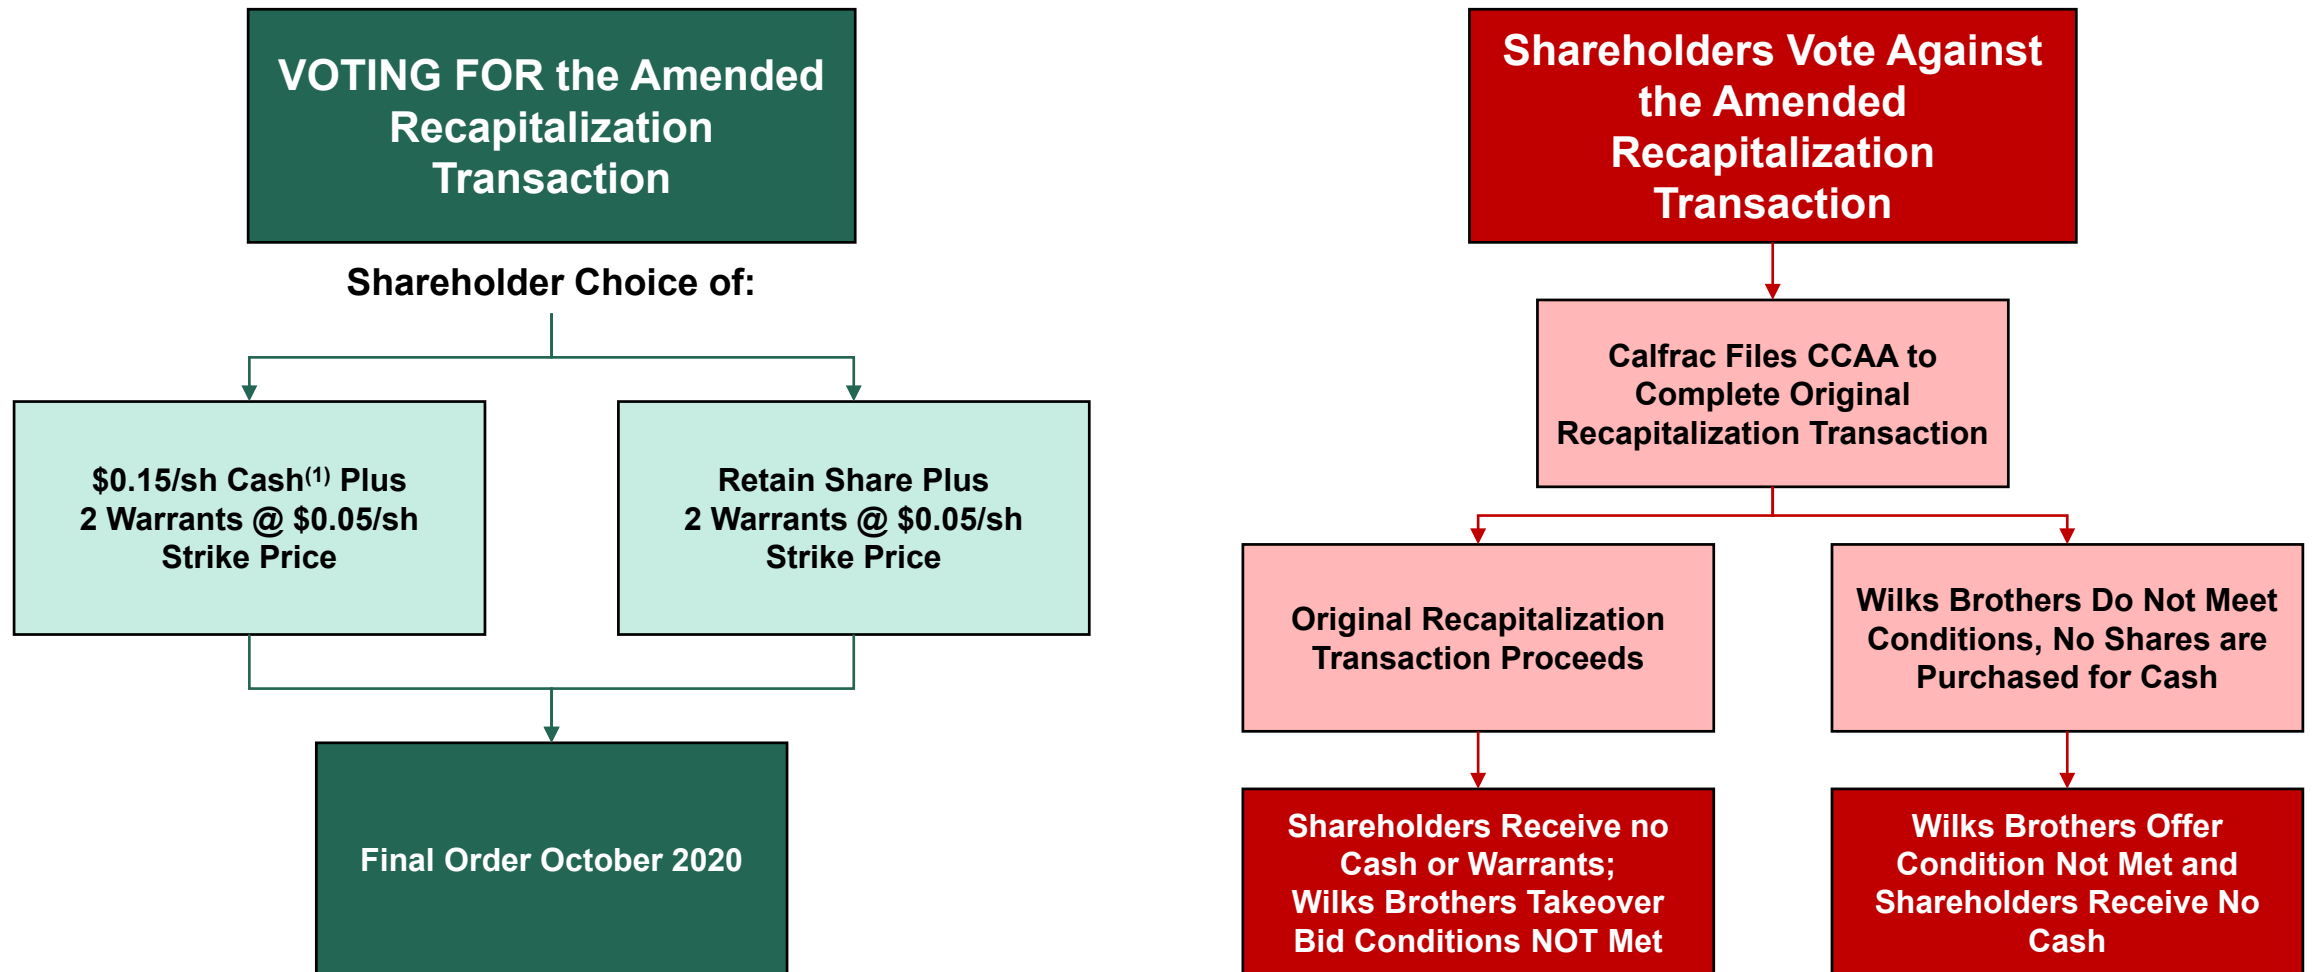 VOTING FOR the Amended
Recapitalization
Transaction
Shareholder Choice of:
$0.15/sh Cash(1) Plus
2 Warrants @ $0.05/sh
Strike Price
Retain Share Plus
2 Warrants @ $0.05/sh
Strike Price
Final Order October 2020
Shareholders Vote Against
the Amended
Recapitalization
Transaction
Calfrac Files CCAA to
Complete Original
Recapitalization Transaction
Original Recapitalization
Transaction Proceeds
Wilks Brothers Do Not Meet
Conditions, No Shares are
Purchased for Cash
Shareholders Receive no
Cash or Warrants;
Wilks Brothers Takeover
Bid Conditions NOT Met
Wilks Brothers Offer
Condition Not Met and
Shareholders Receive No
Cash